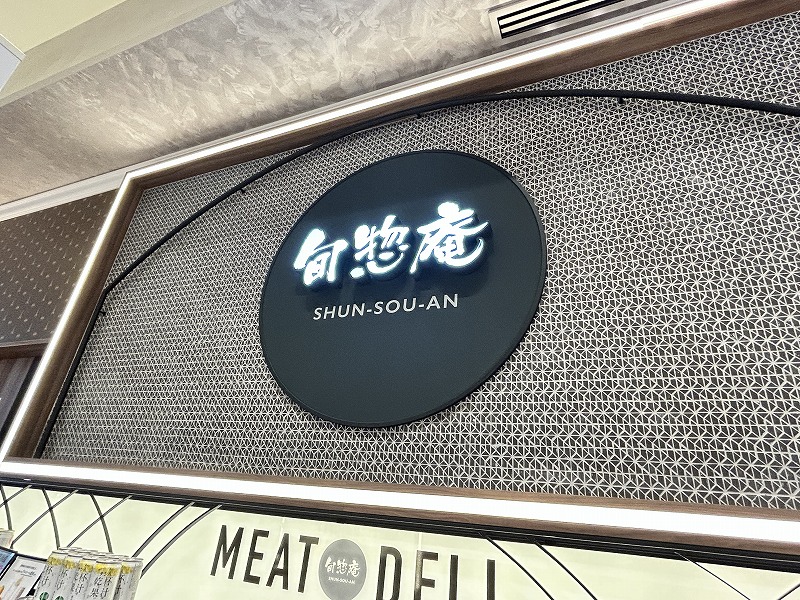 旬惣庵
SHUN-SOU-AN
MEAT 旬惣庵 DELI
SHUN-SOU-AN